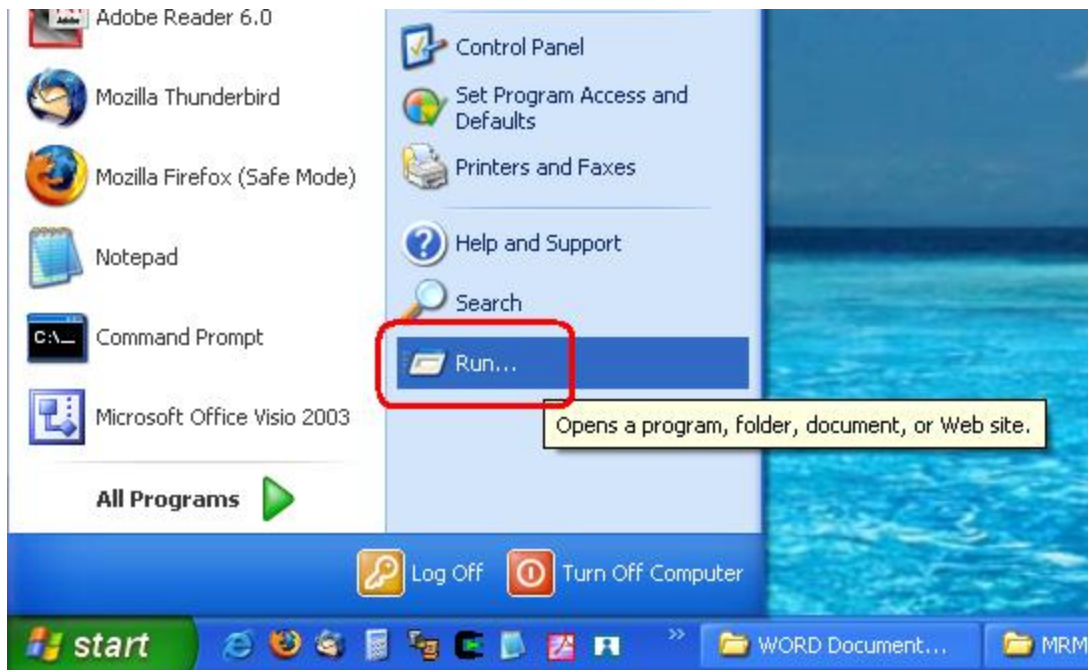 Adobe Reader 6.0
Mozilla Thunderbird
Mozilla Firefox (Safe Mode)
Notepad
C:\_
Command Prompt
Microsoft Office Visio 2003
All Programs
Control Panel
Set Program Access and
Defaults
Printers and Faxes
Help and Support
Search
Run...
Opens a program, folder, document, or Web site.
Log Off
Turn Off Computer
start
WORD Document...
MRM